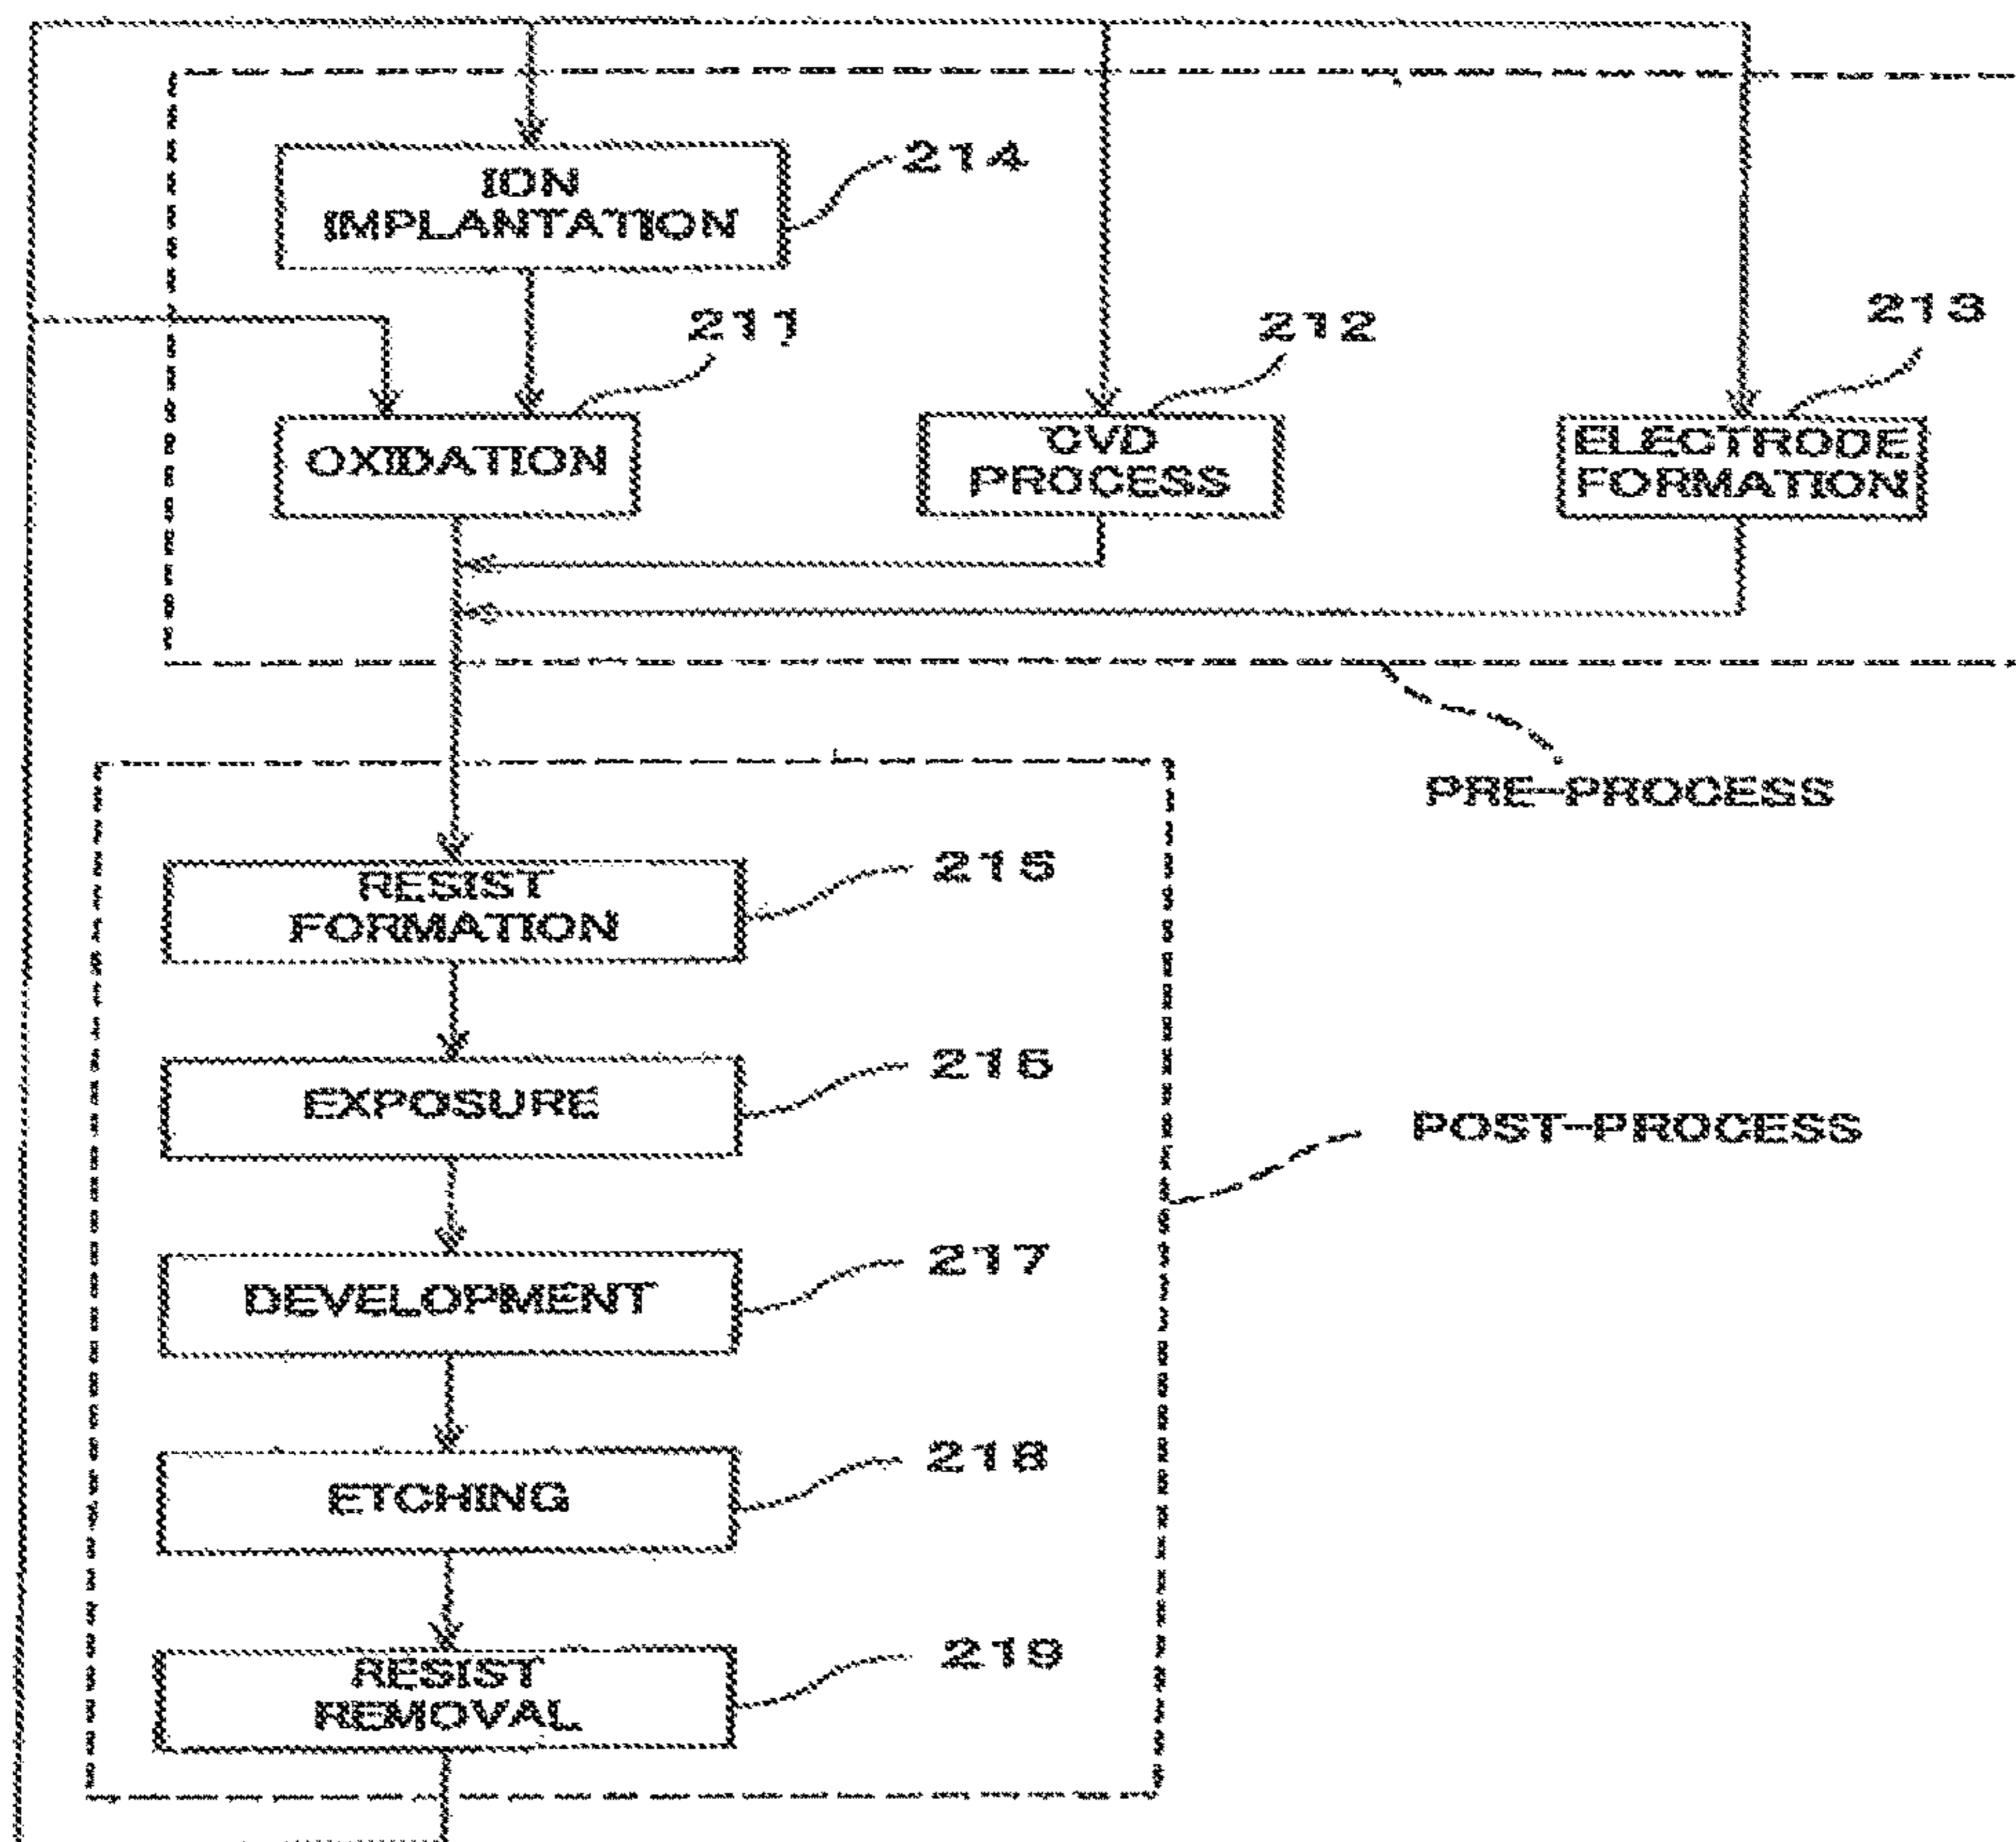 214
ION
IMPLANTATION
211
212
213
OXIDATION
CVD
PROCESS
ELECTRODE
FORMATION
PRE-PROCESS
215
RESIST
FORMATION
216
EXPOSURE
POST-PROCESS
217
DEVELOPMENT
218
ETCHING
219
RESIST
REMOVAL